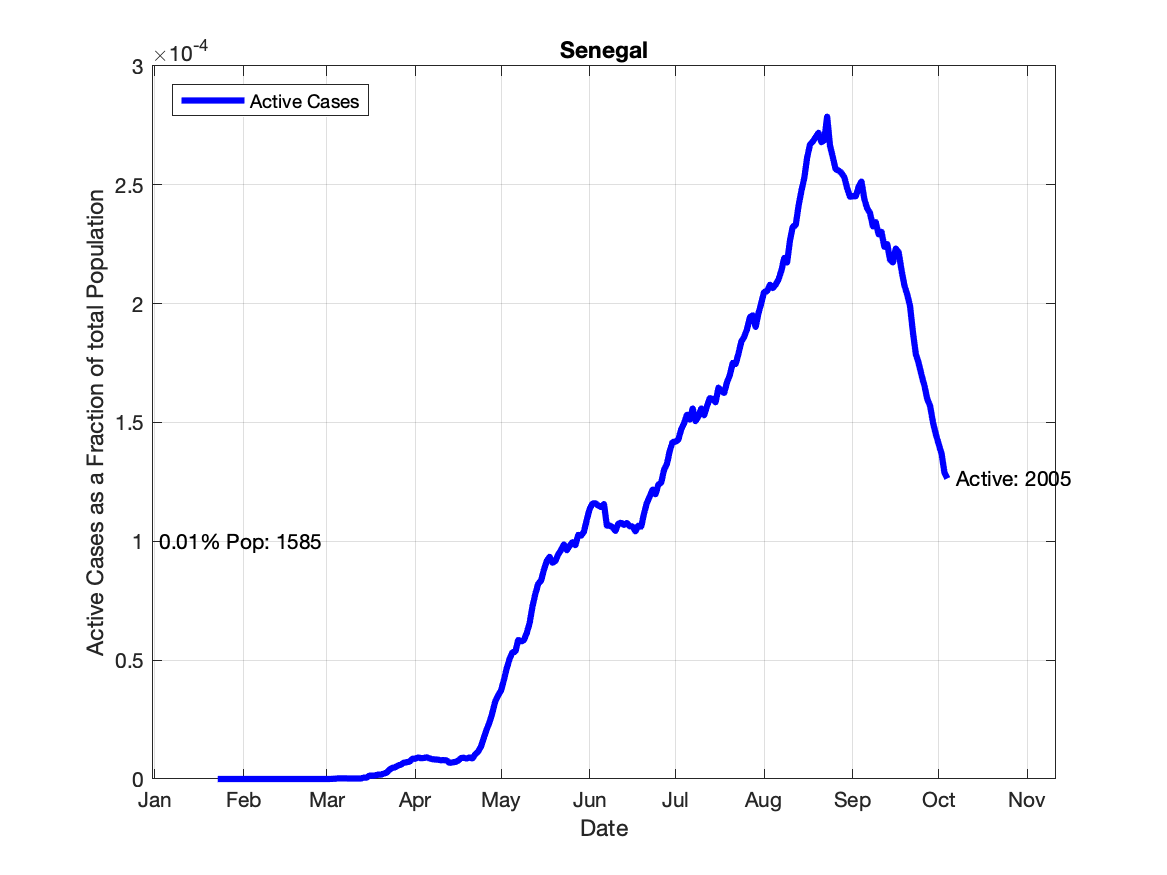 Senegal
×10-4
Active Cases
3
2.5
2
1.5
1
0.5
0
0.01% Pop: 1585
Active: 2005
Active Cases as a Fraction of total Population
Jan Feb Mar Apr May Jun Jul Aug Sep Oct Nov
Date